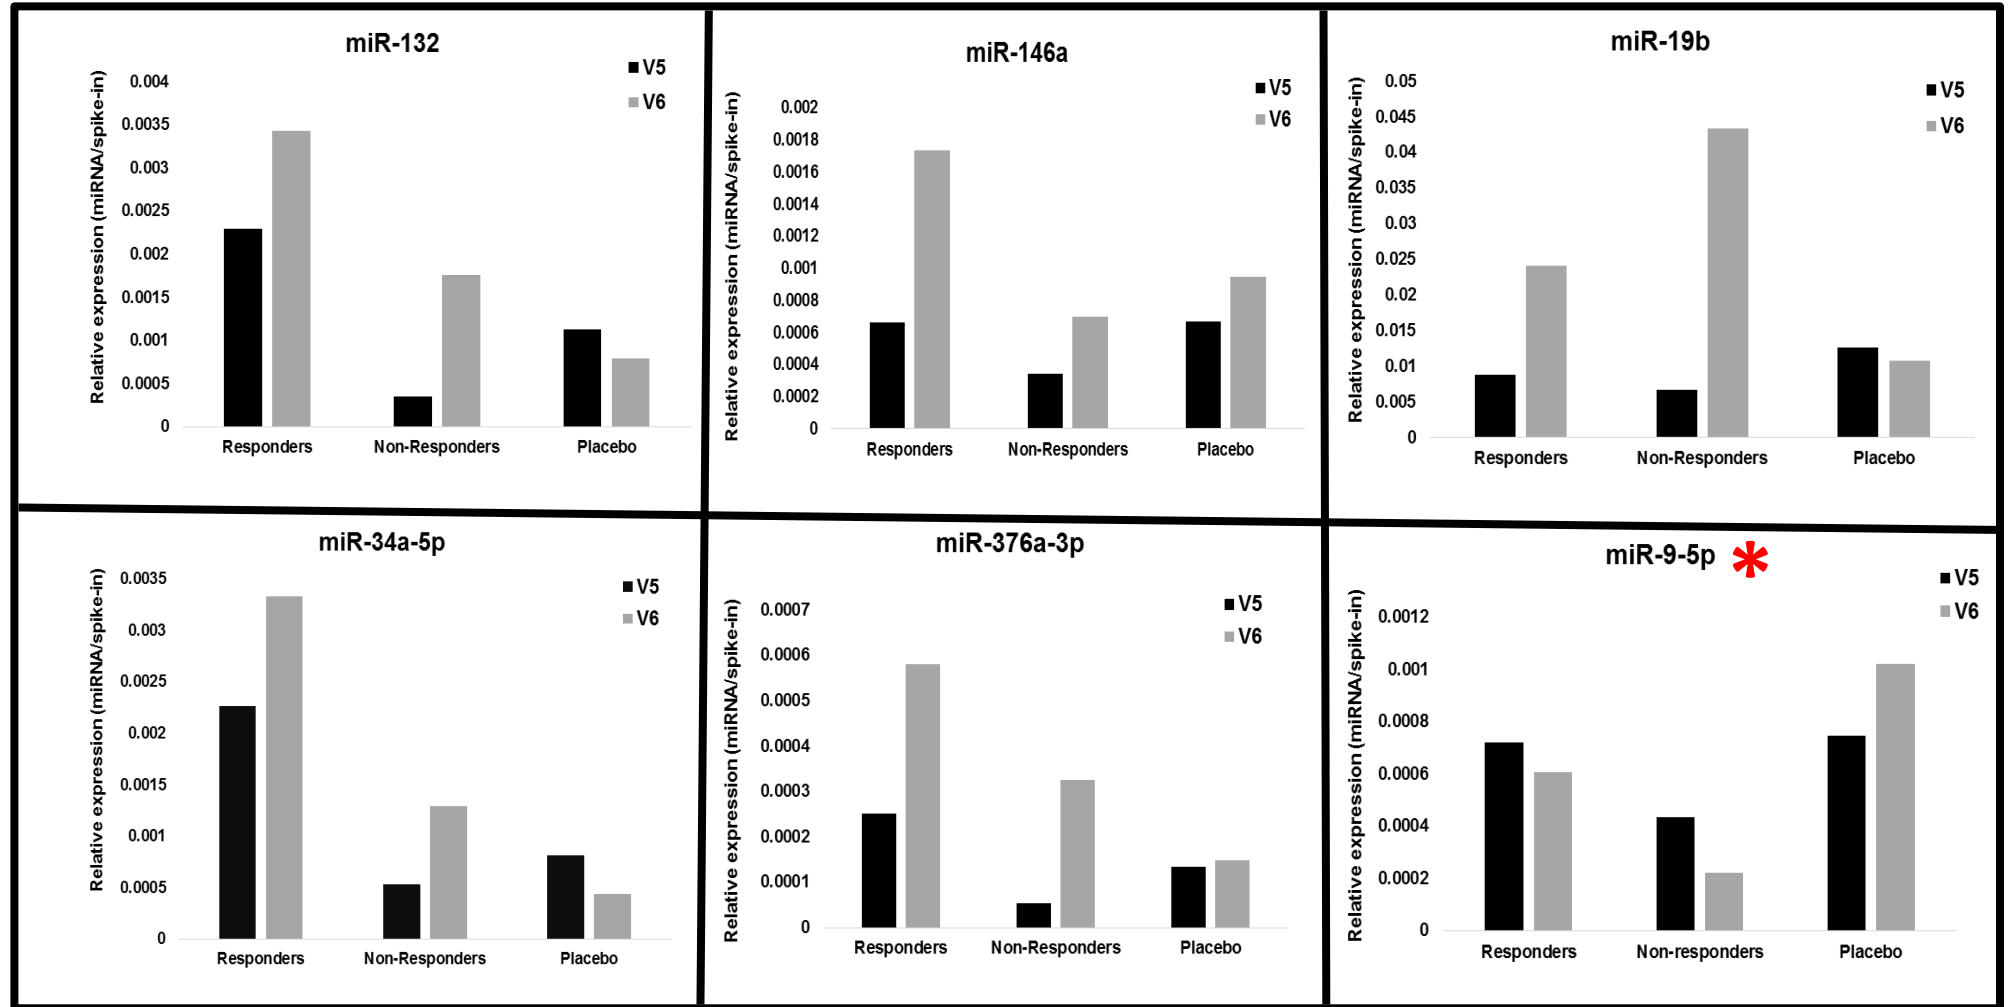 miR-132
V5
V6
Relative expression (miRNA/spike-in)
0.004
0.0035
0.003
0.0025
0.002
0.0015
0.001
0.0005
0
Responders Non-Responders Placebo
miR-146a
V5
V6
Relative expression (miRNA/spike-in)
0.002
0.0018
0.0016
0.0014
0.0012
0.001
0.0008
0.0006
0.0004
0.0002
0
Responders Non-Responders Placebo
miR-19b
V5
V6
Relative expression (miRNA/spike-in)
0.05
0.045
0.04
0.035
0.03
0.025
0.02
0.015
0.01
0.005
0
Responders Non-Responders Placebo
miR-34a-5p
V5
V6
Relative expression (miRNA/spike-in)
0.0035
0.003
0.0025
0.002
0.0015
0.001
0.0005
0
Responders Non-Responders Placebo
miR-376a-3p
V5
V6
Relative expression (miRNA/spike-in)
0.0007
0.0006
0.0005
0.0004
0.0003
0.0002
0.0001
0
Responders Non-Responders Placebo
miR-9-5p *
V5
V6
Relative expression (miRNA/spike-in)
0.0012
0.001
0.0008
0.0006
0.0004
0.0002
0
Responders Non-responders Placebo